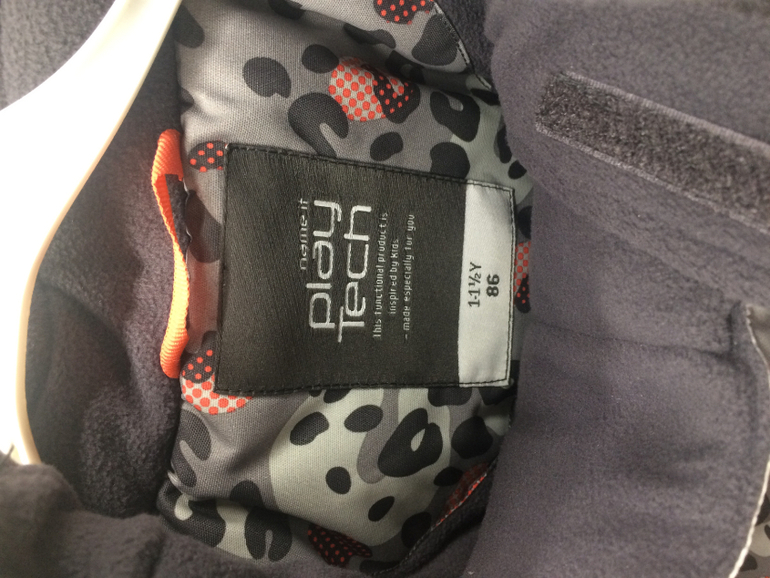 name it
play
Tech
This functional product is
inspired by kids
– made especially for you
1-1½Y
86